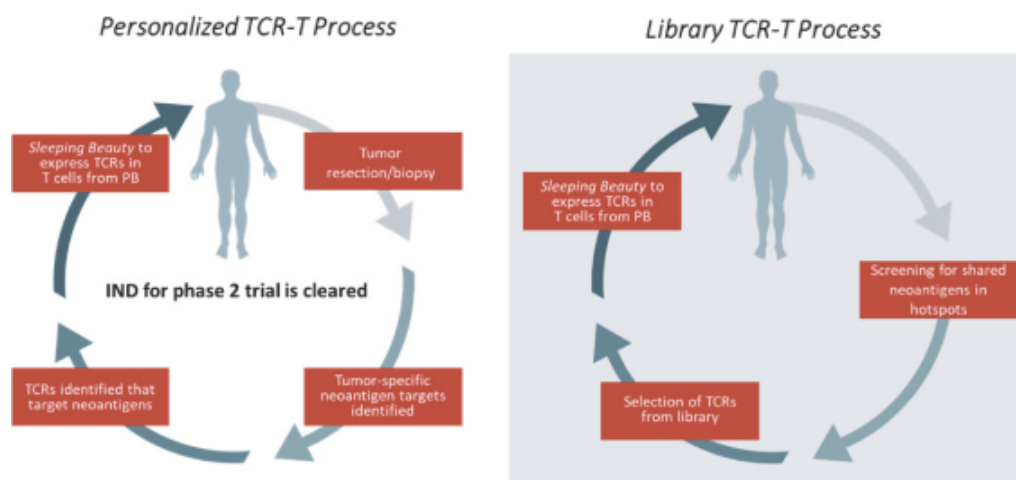 Personalized TCR-T Process
Sleeping Beauty to
express TCRs in
T cells from PB
Tumor
resection/biopsy
IND for phase 2 trial is cleared
TCRs identified that
target neoantigens
Tumor-specific
neoantigen targets
identified
Library TCR-T Process
Sleeping Beauty to
express TCRs in
T cells from PB
Screening for shared
neoantigens in
hotspots
Selection of TCRs
from library